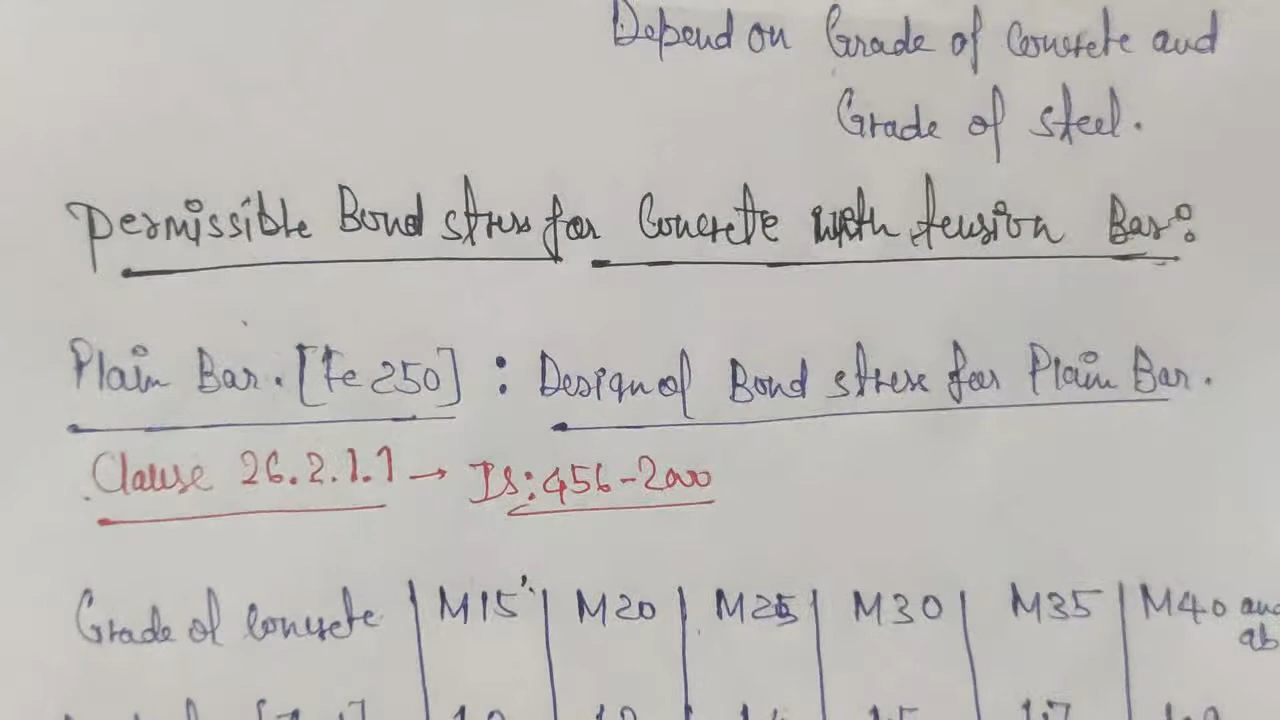 Depend on Grade of Concrete and
Grade of steel.
Permissible Bond stress for Concrete with tension Bar:
Plain Bar. [Fe 250] : Design of Bond stress for Plain Bar.
Clause 26.2.1.1 → IS:456-2000
Grade of Concrete | M15 | M20 | M25 | M30 | M35 | M40 and
ab